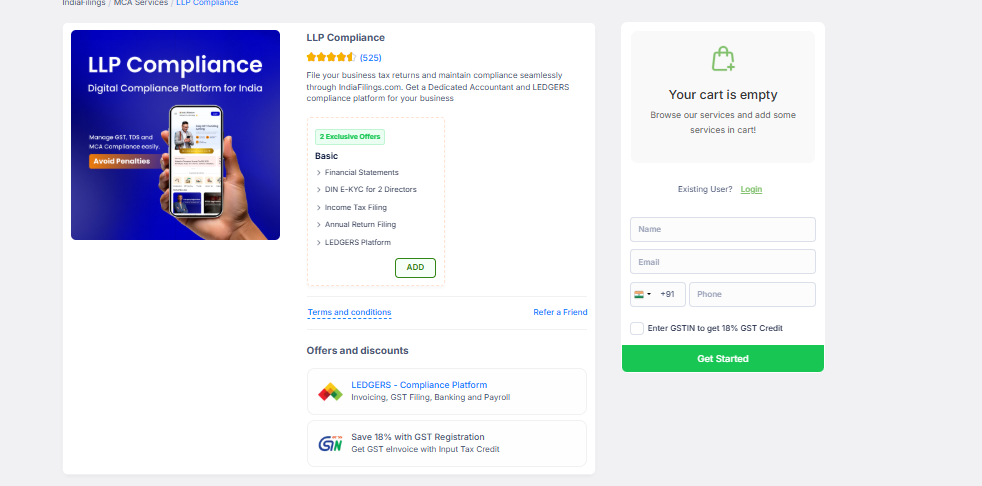 IndiaFilings / MCA Services / LLP Compliance
LLP Compliance
Digital Compliance Platform for India
Manage GST, TDS and
MCA Compliance easily.
Avoid Penalties
LLP Compliance
(525)
File your business tax returns and maintain compliance seamlessly
through IndiaFilings.com. Get a Dedicated Accountant and LEDGERS
compliance platform for your business
2 Exclusive Offers
Basic
Financial Statements
DIN E-KYC for 2 Directors
Income Tax Filing
Annual Return Filing
LEDGERS Platform
ADD
Terms and conditions
Refer a Friend
Offers and discounts
LEDGERS - Compliance Platform
Invoicing, GST Filing, Banking and Payroll
Save 18% with GST Registration
Get GST eInvoice with Input Tax Credit
Your cart is empty
Browse our services and add some
services in cart!
Existing User? Login
Name
Email
+91
Phone
Enter GSTIN to get 18% GST Credit
Get Started